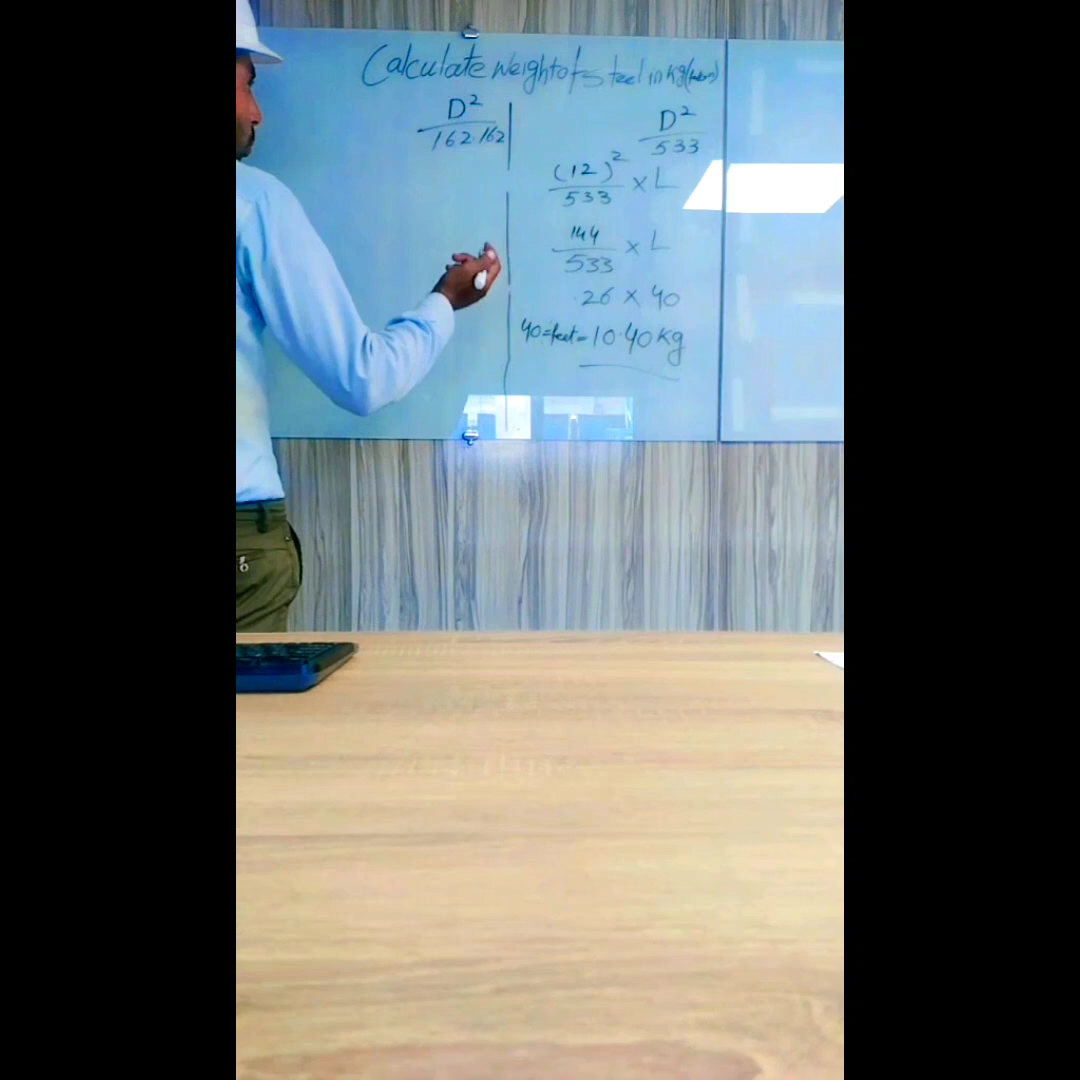 Calculate weight of Steel in kg
D²
162.162
D²
533
(12)² × L
533
144 × L
533
.26 × 40
40=feet=10.40 kg